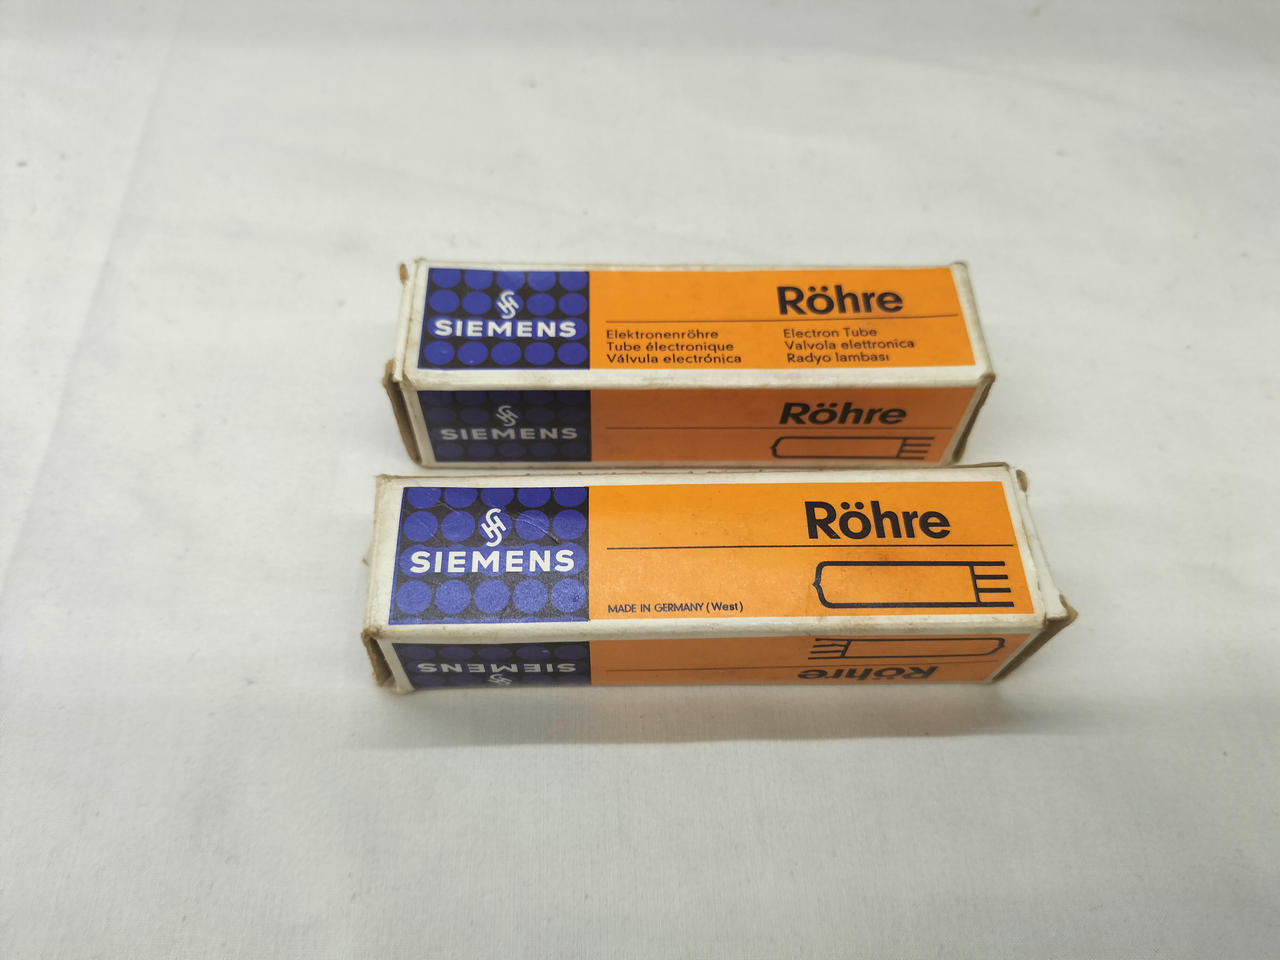 SIEMENS
Röhre
Elektronenröhre
Tube électronique
Válvula electrónica
Electron Tube
Valvola elettronica
Radyo lambası
SIEMENS
Röhre
SIEMENS
Röhre
MADE IN GERMANY (West)
SIEMENS
Röhre